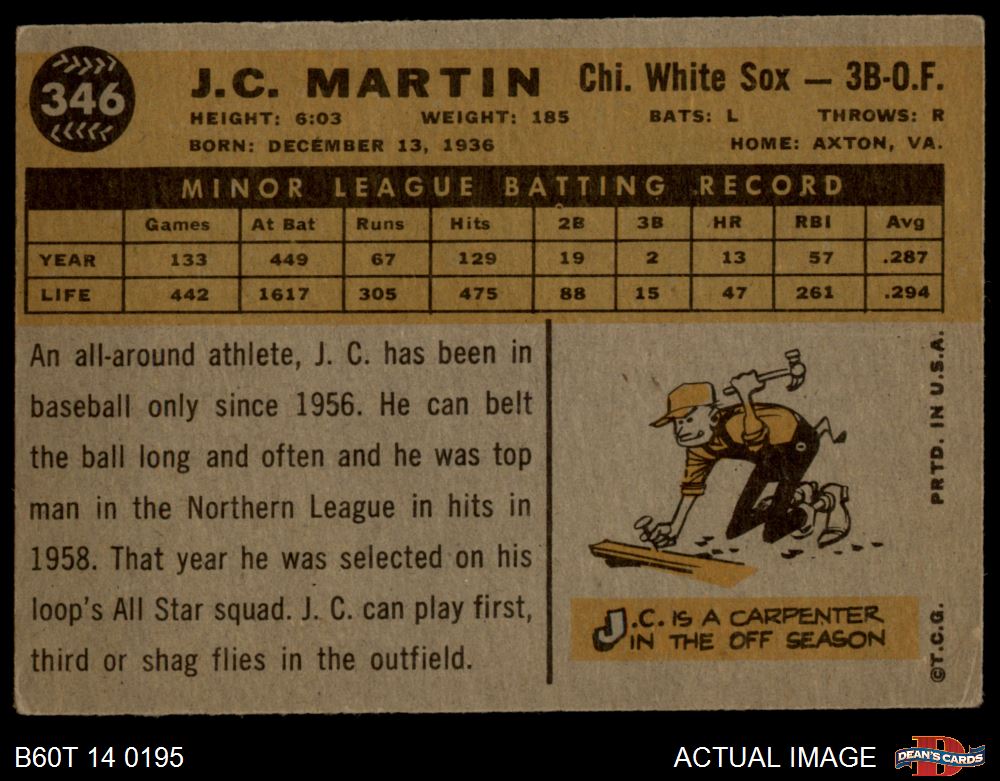 346
J.C. MARTIN Chi. White Sox — 3B-O.F.
HEIGHT: 6:03 WEIGHT: 185 BATS: L THROWS: R
BORN: DECEMBER 13, 1936 HOME: AXTON, VA.
MINOR LEAGUE BATTING RECORD
Games At Bat Runs Hits 2B 3B HR RBI Avg
YEAR 133 449 67 129 19 2 13 57 .287
LIFE 442 1617 305 475 88 15 47 261 .294
An all-around athlete, J. C. has been in
baseball only since 1956. He can belt
the ball long and often and he was top
man in the Northern League in hits in
1958. That year he was selected on his
loop's All Star squad. J. C. can play first,
third or shag flies in the outfield.
J.C. IS A CARPENTER
IN THE OFF SEASON
©T.C.G. PRTD. IN U.S.A.
B60T 14 0195 ACTUAL IMAGE D DEAN'S CARDS